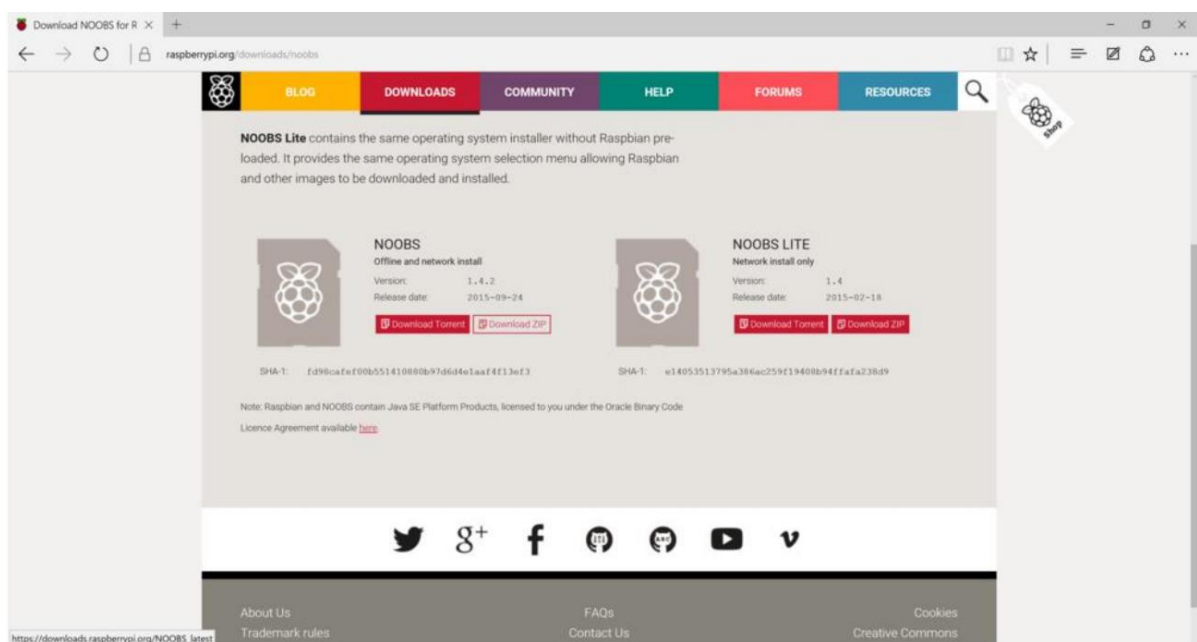 Download NOOBS for R
raspberrypi.org/downloads/noobs
BLOG DOWNLOADS COMMUNITY HELP FORUMS RESOURCES
Shop
NOOBS Lite contains the same operating system installer without Raspbian pre-
loaded. It provides the same operating system selection menu allowing Raspbian
and other images to be downloaded and installed.
NOOBS
Offline and network install
Version: 1.4.2
Release date: 2015-09-24
Download Torrent Download ZIP
SHA-1: fd96cafef00b551410880b97d6d4e1aaf4f13ef3
NOOBS LITE
Network install only
Version: 1.4
Release date: 2015-02-18
Download Torrent Download ZIP
SHA-1: e14053513795a386ac259f19408b94ffafa238d9
Note: Raspbian and NOOBS contain Java SE Platform Products, licensed to you under the Oracle Binary Code
Licence Agreement available here.
g+ f
About Us FAQs Cookies
Trademark rules Contact Us Creative Commons
https://downloads.raspberrypi.org/NOOBS_latest